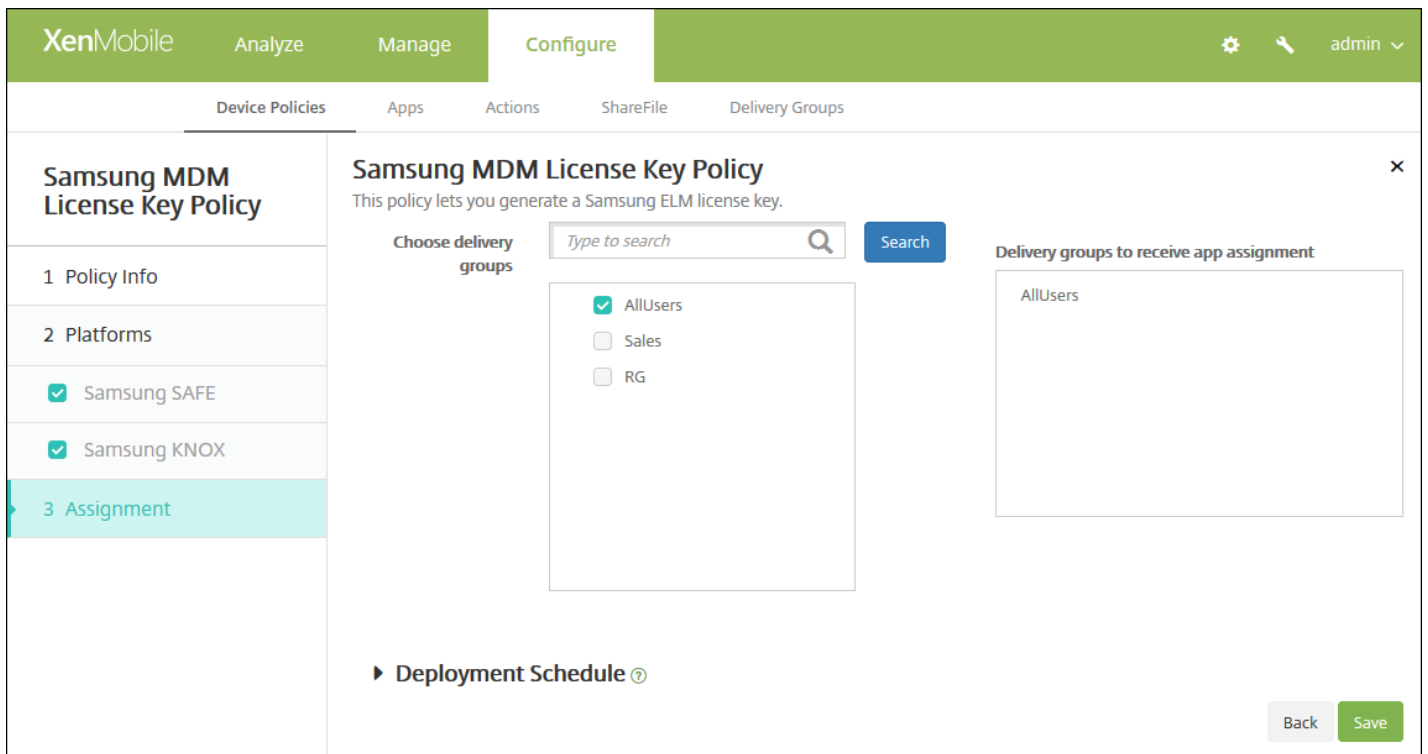 XenMobile Analyze Manage Configure admin
Device Policies Apps Actions ShareFile Delivery Groups
Samsung MDM
License Key Policy
1 Policy Info
2 Platforms
Samsung SAFE
Samsung KNOX
3 Assignment
Samsung MDM License Key Policy
This policy lets you generate a Samsung ELM license key.
Choose delivery
groups
Type to search
Search
AllUsers
Sales
RG
Delivery groups to receive app assignment
AllUsers
Deployment Schedule ?
Back Save